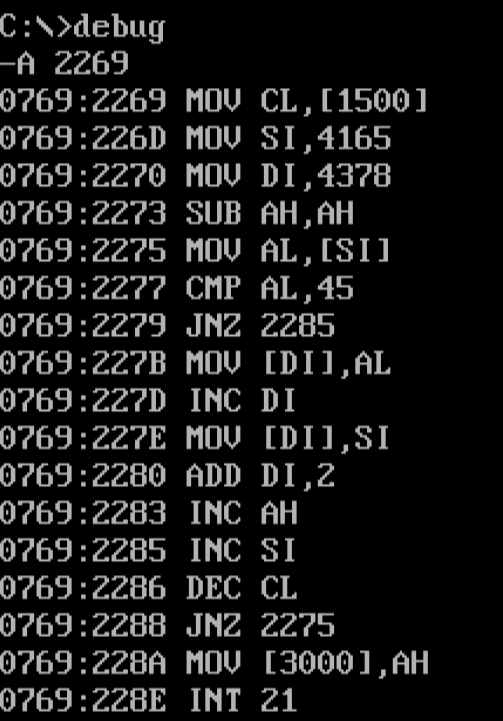 C:\>debug
-A 2269
0769:2269 MOV CL,[1500]
0769:226D MOV SI,4165
0769:2270 MOV DI,4378
0769:2273 SUB AH,AH
0769:2275 MOV AL,[SI]
0769:2277 CMP AL,45
0769:2279 JNZ 2285
0769:227B MOV [DI],AL
0769:227D INC DI
0769:227E MOV [DI],SI
0769:2280 ADD DI,2
0769:2283 INC AH
0769:2285 INC SI
0769:2286 DEC CL
0769:2288 JNZ 2275
0769:228A MOV [3000],AH
0769:228E INT 21